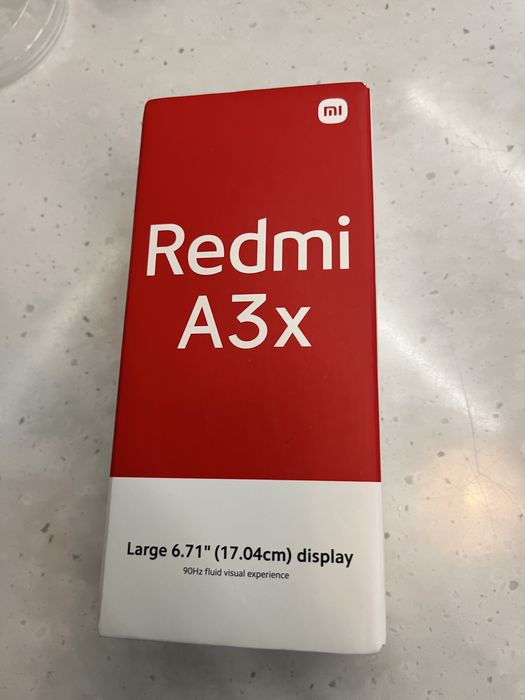 mi
Redmi
A3x
Large 6.71" (17.04cm) display
90Hz fluid visual experience